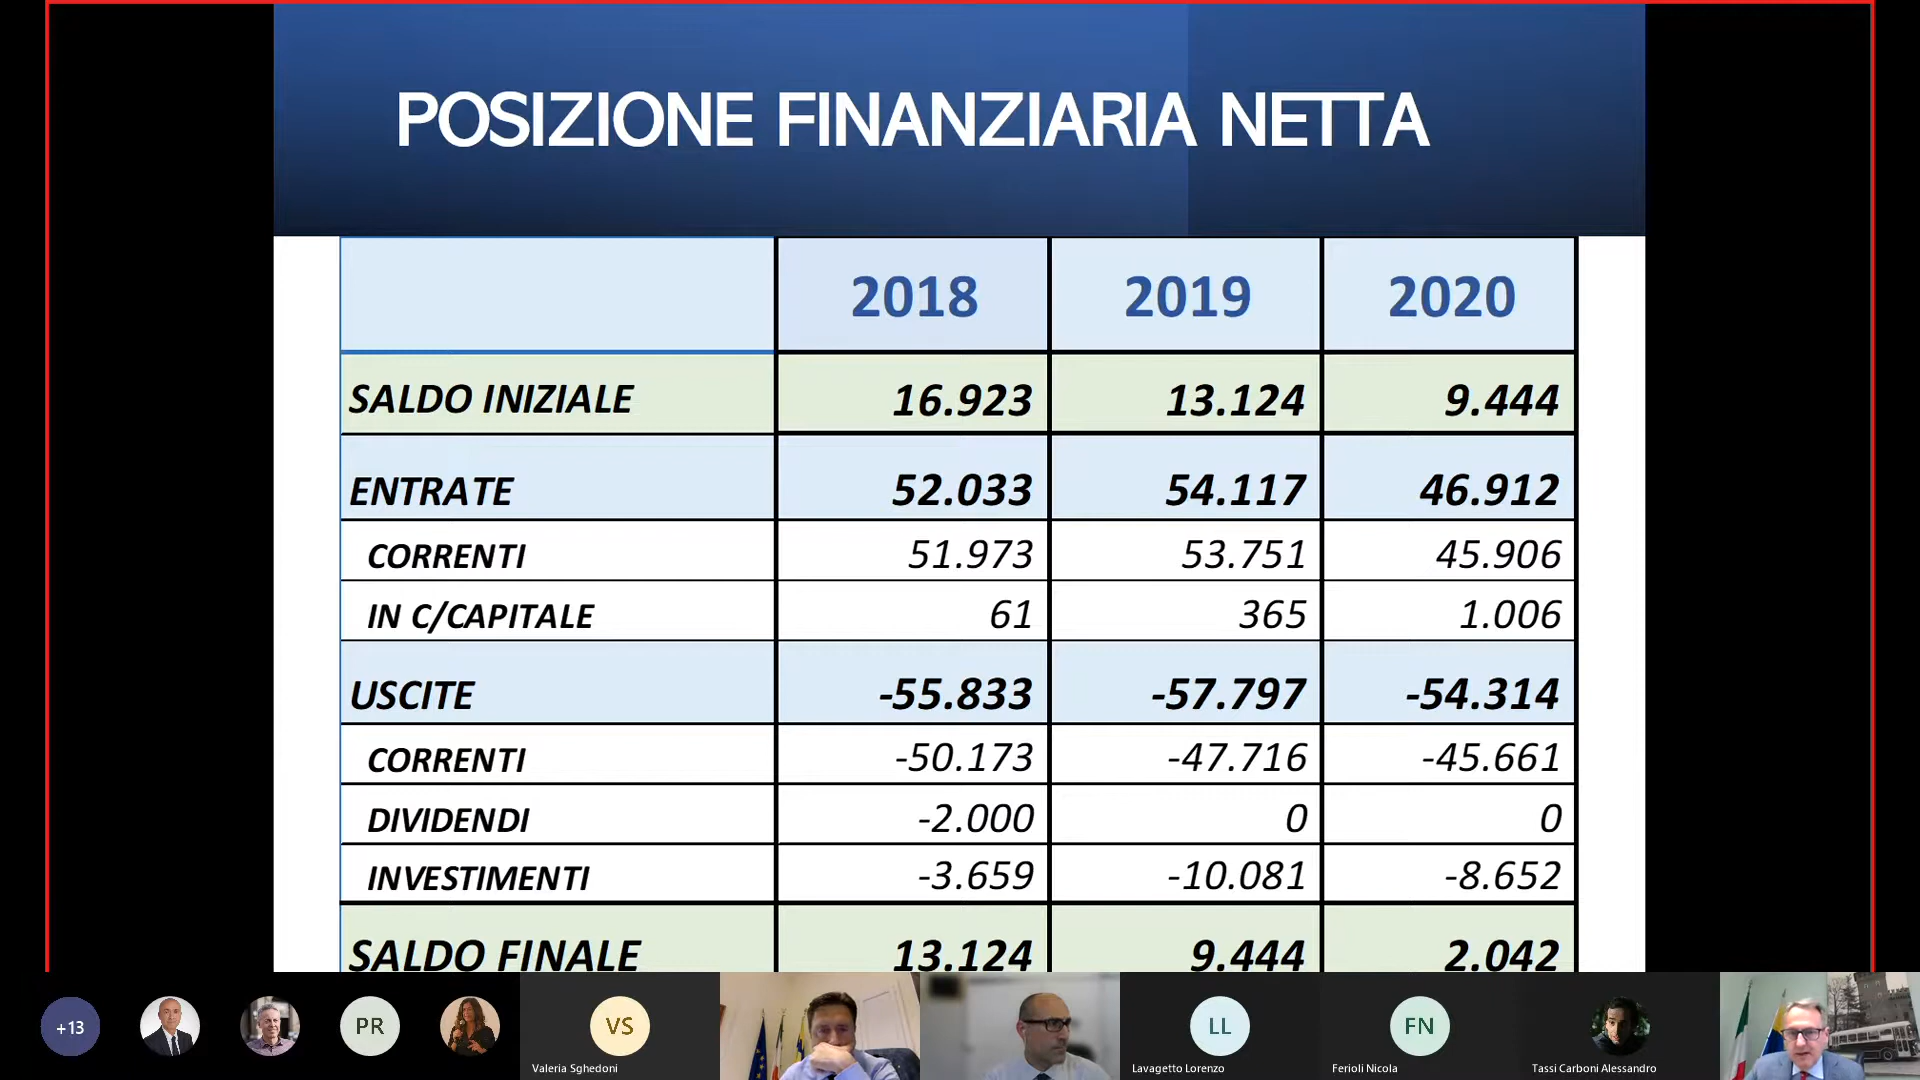 POSIZIONE FINANZIARIA NETTA
2018 2019 2020
SALDO INIZIALE 16.923 13.124 9.444
ENTRATE 52.033 54.117 46.912
CORRENTI 51.973 53.751 45.906
IN C/CAPITALE 61 365 1.006
USCITE -55.833 -57.797 -54.314
CORRENTI -50.173 -47.716 -45.661
DIVIDENDI -2.000 0 0
INVESTIMENTI -3.659 -10.081 -8.652
SALDO FINALE 13.124 9.444 2.042
+13 PR VS LL FN
Valeria Sghedoni Lavagetto Lorenzo Ferioli Nicola Tassi Carboni Alessandro